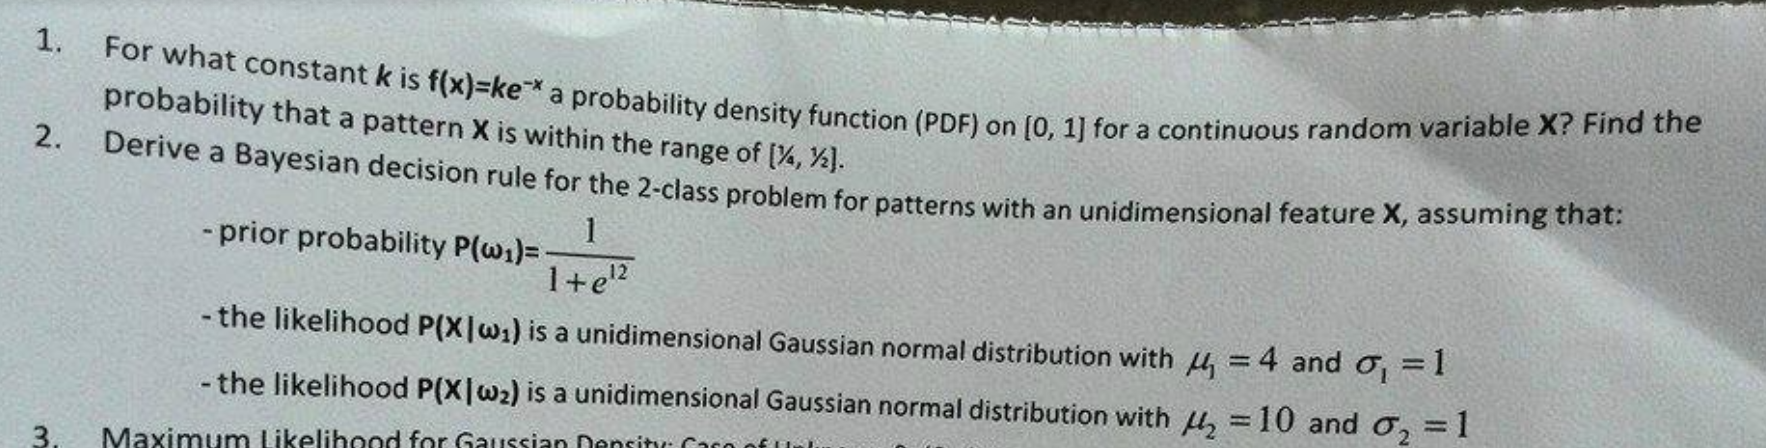 1. For what constant k is f(x)=ke⁻ˣ a probability density function (PDF) on [0, 1] for a continuous random variable X? Find the
probability that a pattern X is within the range of [¼, ½].
2. Derive a Bayesian decision rule for the 2-class problem for patterns with an unidimensional feature X, assuming that:
- prior probability P(ω₁)= 1 / 1+e¹²
- the likelihood P(X|ω₁) is a unidimensional Gaussian normal distribution with μ₁ = 4 and σ₁ = 1
- the likelihood P(X|ω₂) is a unidimensional Gaussian normal distribution with μ₂ = 10 and σ₂ = 1
3. Maximum Likelihood for Gaussian Density: Case of